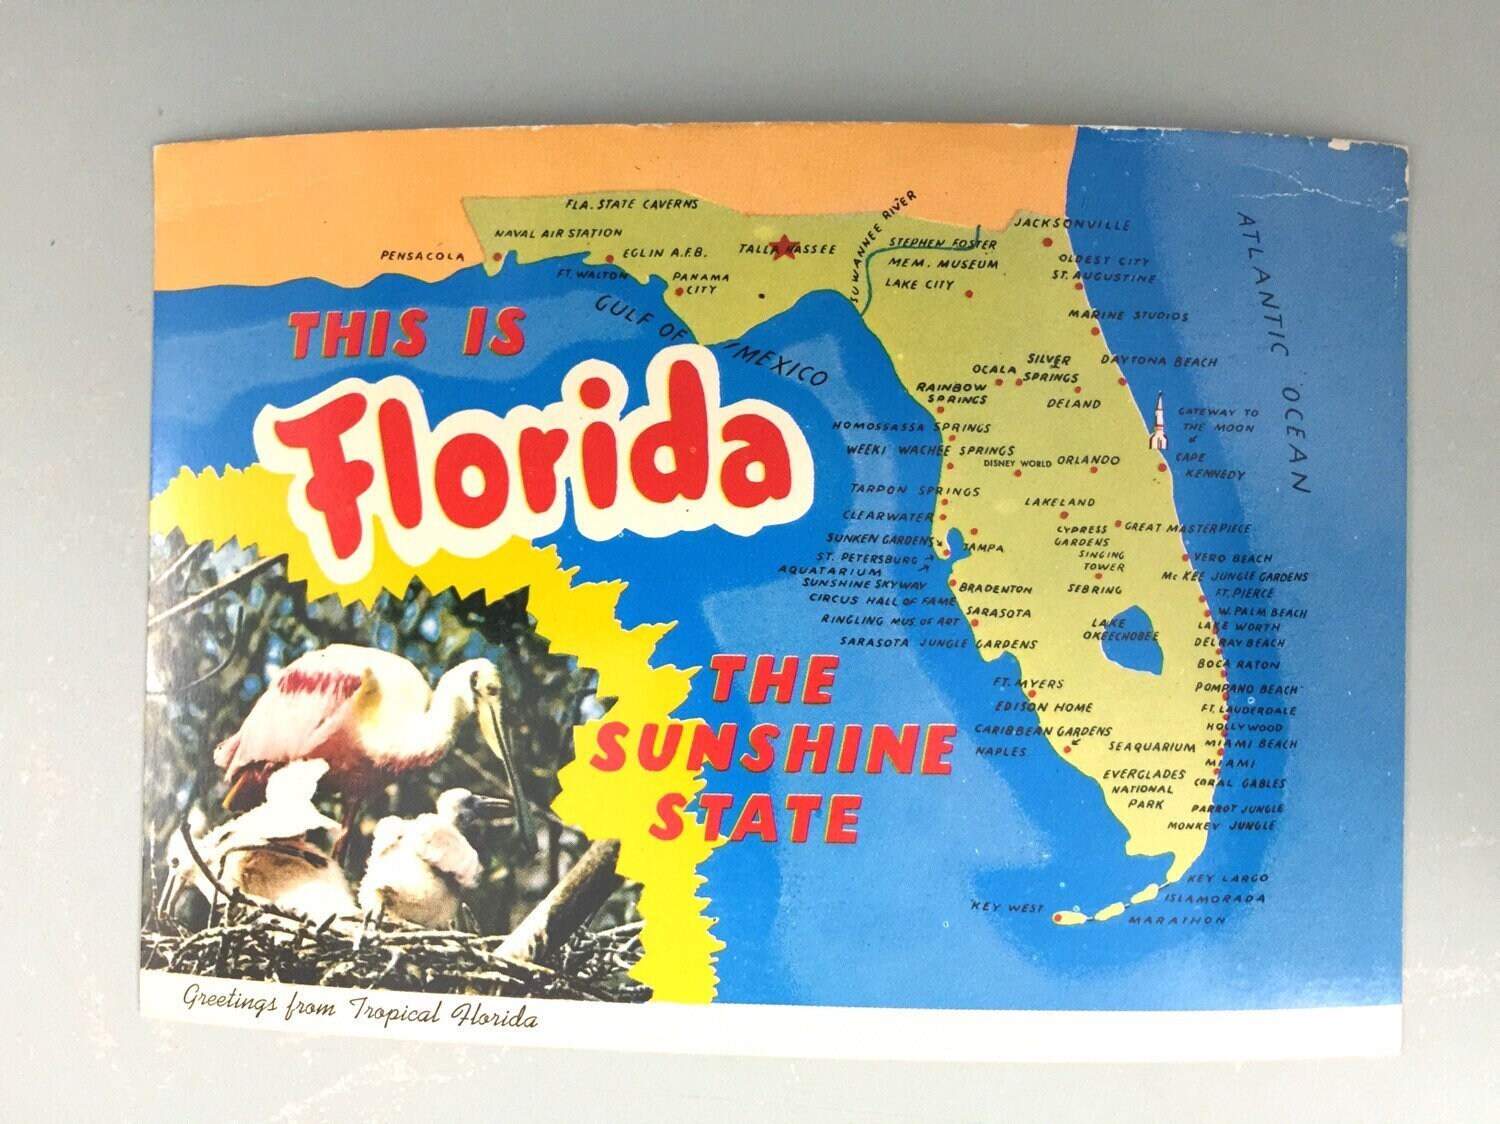 FLA. STATE CAVERNS
NAVAL AIR STATION
PENSACOLA
EGLIN A.F.B.
FT. WALTON
PANAMA
CITY
TALLAHASSEE
SUWANNEE RIVER
STEPHEN FOSTER
MEM. MUSEUM
LAKE CITY
JACKSONVILLE
OLDEST CITY
ST. AUGUSTINE
MARINE STUDIOS
ATLANTIC OCEAN
GULF OF MEXICO
THIS IS
Florida
THE
SUNSHINE
STATE
OCALA
SILVER
SPRINGS
DAYTONA BEACH
RAINBOW
SPRINGS
DELAND
GATEWAY TO
THE MOON
CAPE
KENNEDY
HOMOSSASSA SPRINGS
WEEKI WACHEE SPRINGS
DISNEY WORLD
ORLANDO
TARPON SPRINGS
CLEARWATER
LAKELAND
SUNKEN GARDENS
TAMPA
CYPRESS
GARDENS
GREAT MASTERPIECE
ST. PETERSBURG
AQUATARIUM
SINGING
TOWER
VERO BEACH
SUNSHINE SKYWAY
BRADENTON
SEBRING
MC KEE JUNGLE GARDENS
FT. PIERCE
CIRCUS HALL OF FAME
SARASOTA
W. PALM BEACH
RINGLING MUS. OF ART
LAKE
OKEECHOBEE
LAKE WORTH
SARASOTA JUNGLE GARDENS
DELRAY BEACH
BOCA RATON
FT. MYERS
POMPANO BEACH
EDISON HOME
FT. LAUDERDALE
CARIBBEAN GARDENS
HOLLYWOOD
NAPLES
SEAQUARIUM
MIAMI BEACH
MIAMI
EVERGLADES
NATIONAL
PARK
CORAL GABLES
PARROT JUNGLE
MONKEY JUNGLE
KEY LARGO
ISLAMORADA
KEY WEST
MARATHON
Greetings from Tropical Florida